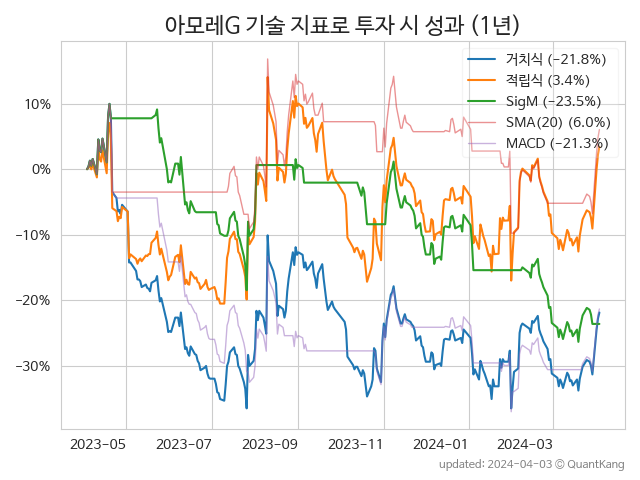 아모레G 기술 지표로 투자 시 성과 (1년)
거치식 (−21.8%)
적립식 (3.4%)
SigM (−23.5%)
SMA(20) (6.0%)
MACD (−21.3%)
10%
0%
−10%
−20%
−30%
2023-05 2023-07 2023-09 2023-11 2024-01 2024-03
updated: 2024-04-03 © QuantKang